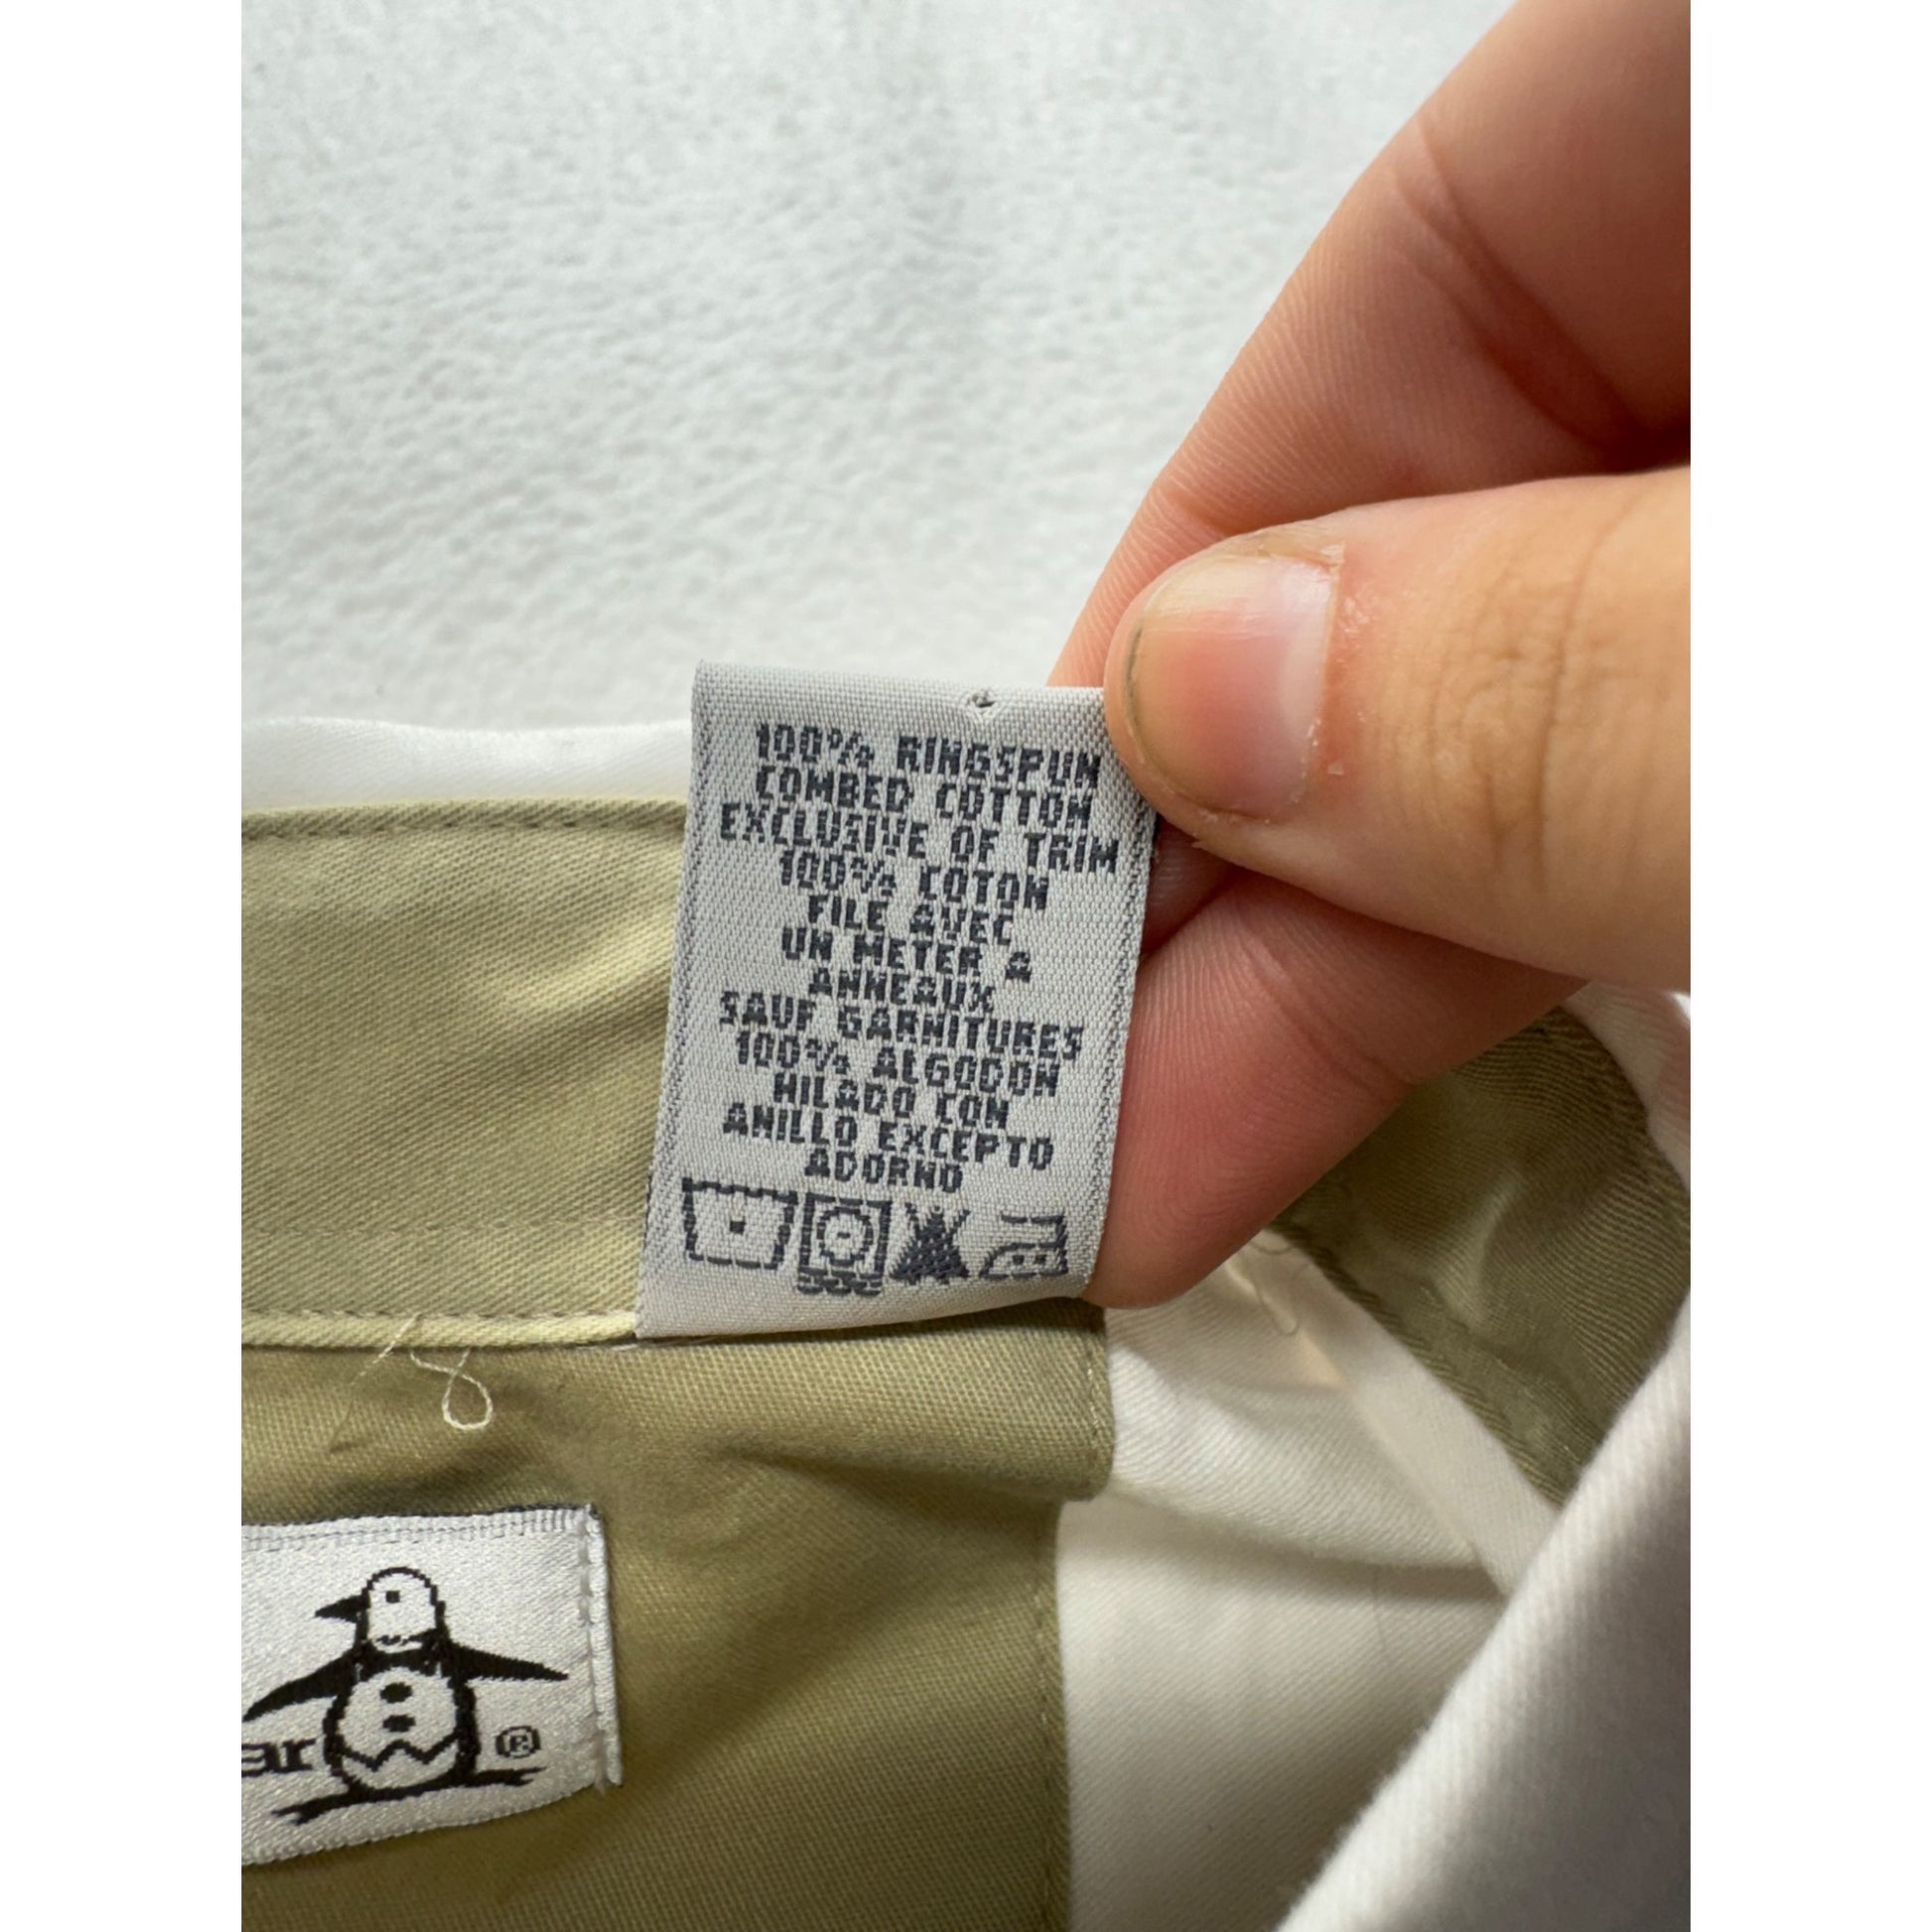 100% RINGSPUN
COMBED COTTON
EXCLUSIVE OF TRIM
100% COTON
FILE AVEC
UN METER A
ANNEAUX
SAUF GARNITURES
100% ALGODON
HILADO CON
ANILLO EXCEPTO
ADORNO
ar ®